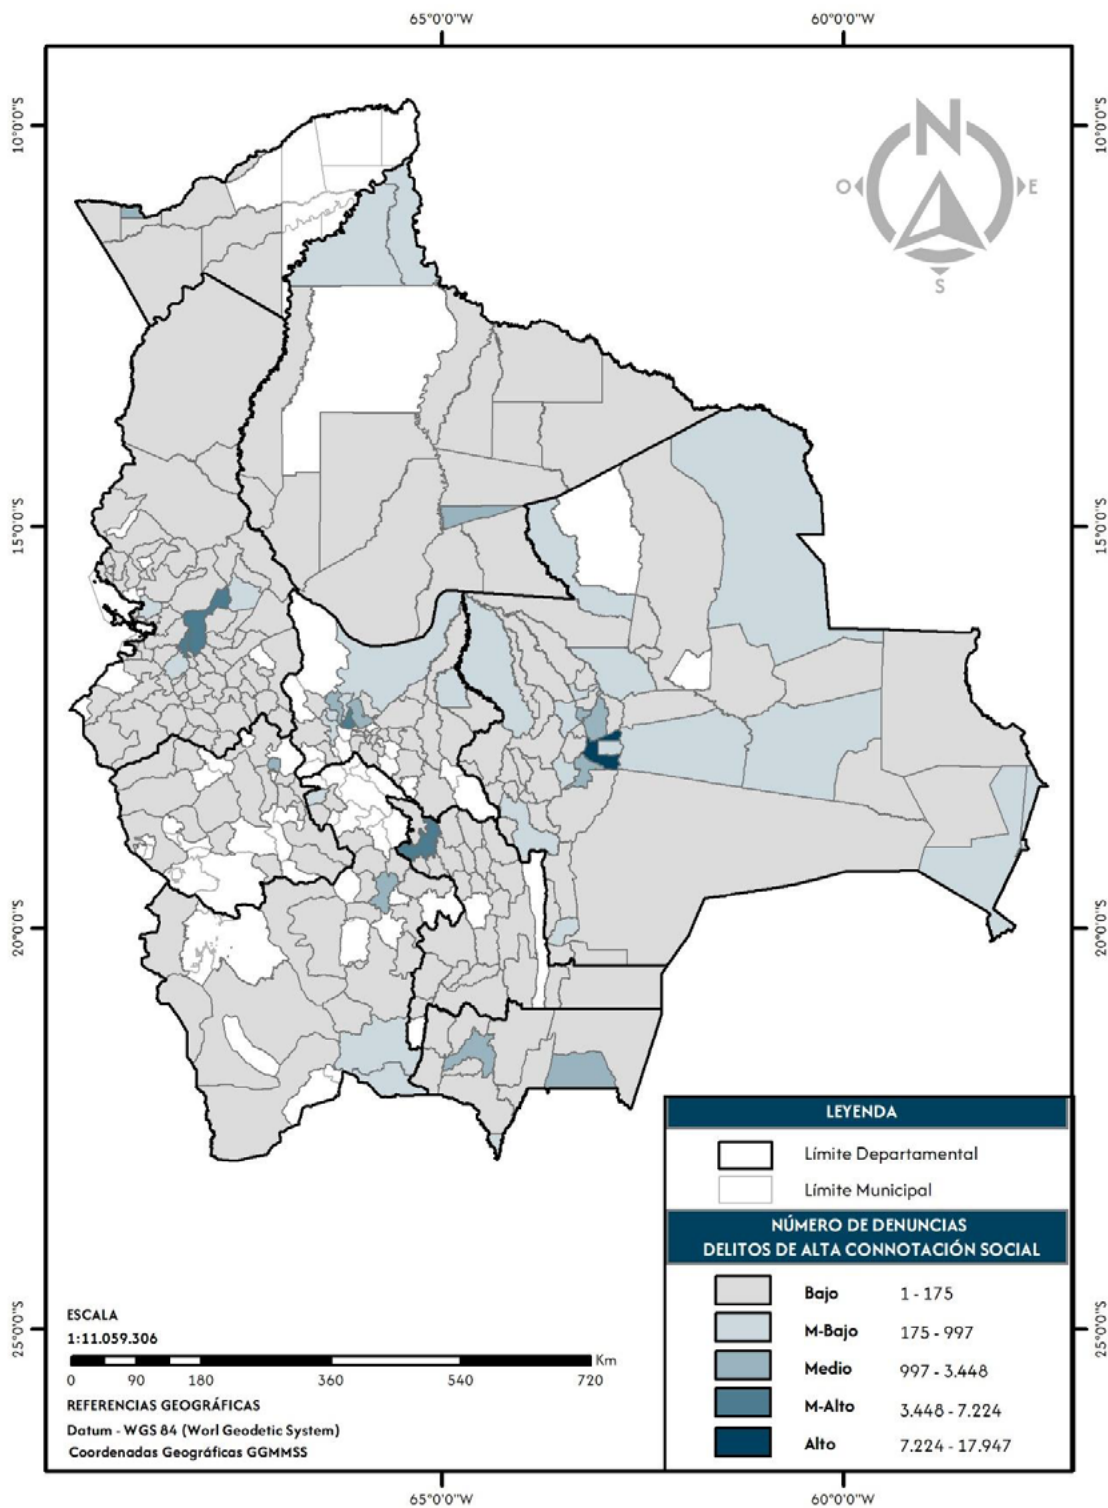 65°0'0"W
60°0'0"W
10°0'0"S
10°0'0"S
N
O
E
S
15°0'0"S
15°0'0"S
20°0'0"S
20°0'0"S
25°0'0"S
25°0'0"S
LEYENDA
Límite Departamental
Límite Municipal
NÚMERO DE DENUNCIAS
DELITOS DE ALTA CONNOTACIÓN SOCIAL
Bajo 1 - 175
M-Bajo 175 - 997
Medio 997 - 3.448
M-Alto 3.448 - 7.224
Alto 7.224 - 17.947
ESCALA
1:11.059.306
Km
0 90 180 360 540 720
REFERENCIAS GEOGRÁFICAS
Datum - WGS 84 (Worl Geodetic System)
Coordenadas Geográficas GGMMSS
65°0'0"W
60°0'0"W